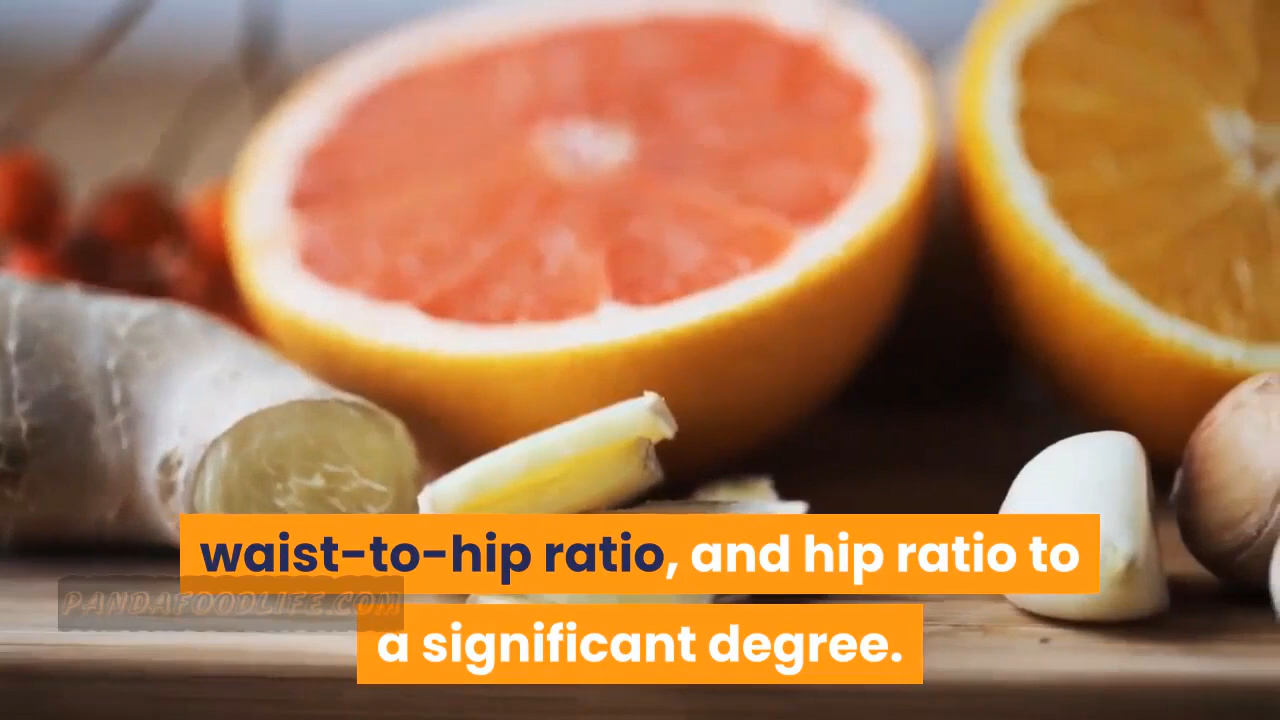 waist-to-hip ratio, and hip ratio to
PANDAFOODLIFE.COM
a significant degree.